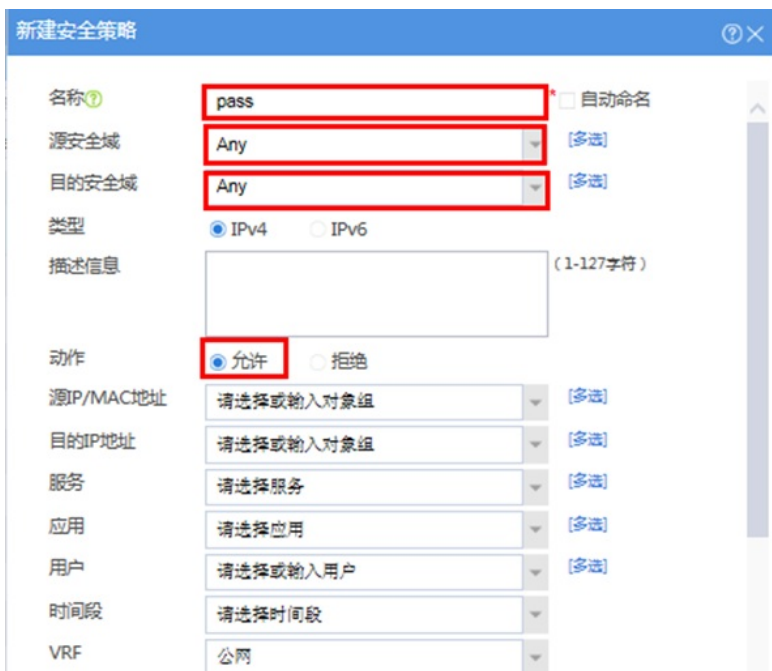 新建安全策略
名称 pass * 自动命名
源安全域 Any [多选]
目的安全域 Any [多选]
类型 IPv4 IPv6
描述信息 (1-127字符)
动作 允许 拒绝
源IP/MAC地址 请选择或输入对象组 [多选]
目的IP地址 请选择或输入对象组 [多选]
服务 请选择服务 [多选]
应用 请选择应用 [多选]
用户 请选择或输入用户 [多选]
时间段 请选择时间段
VRF 公网